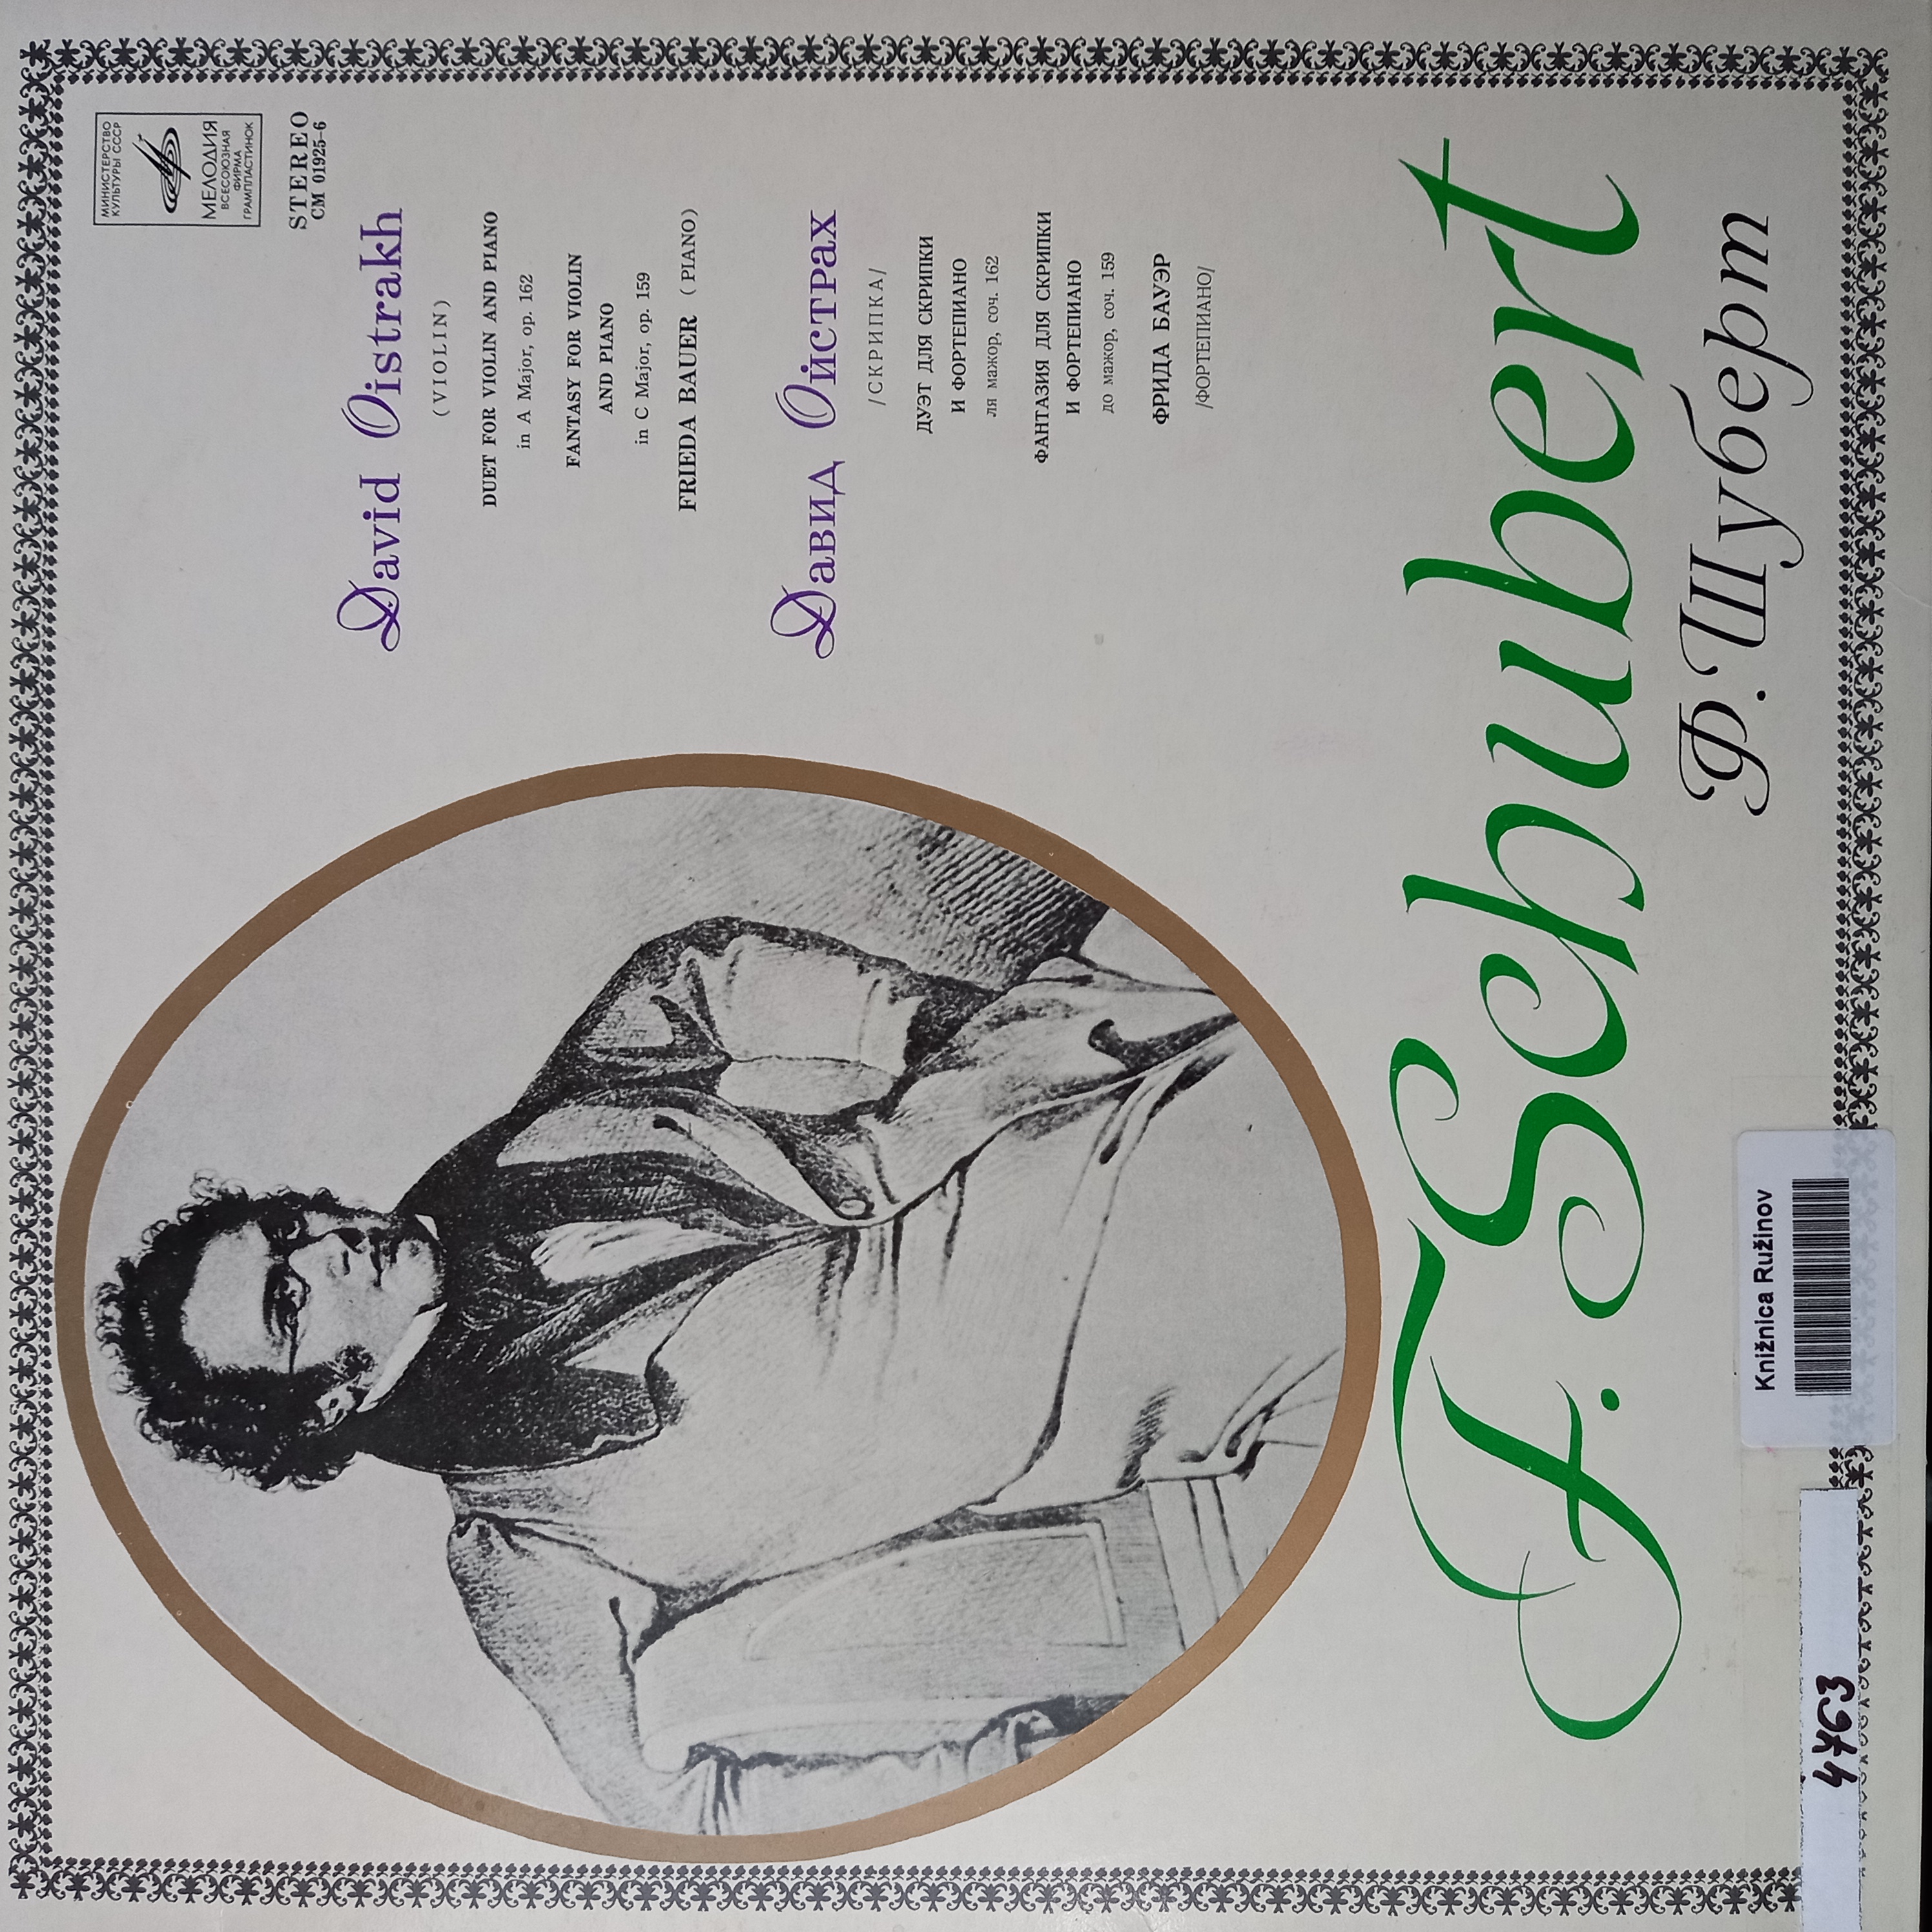 МИНИСТЕРСТВО
КУЛЬТУРЫ СССР
МЕЛОДИЯ
ВСЕСОЮЗНАЯ
ФИРМА
ГРАМПЛАСТИНОК
STEREO
СМ 01925-6
David Oistrakh
(VIOLIN)
DUET FOR VIOLIN AND PIANO
in A Major, op. 162
FANTASY FOR VIOLIN
AND PIANO
in C Major, op. 159
FRIEDA BAUER (PIANO)
Давид Ойстрах
/СКРИПКА/
ДУЭТ ДЛЯ СКРИПКИ
И ФОРТЕПИАНО
ля мажор, соч. 162
ФАНТАЗИЯ ДЛЯ СКРИПКИ
И ФОРТЕПИАНО
до мажор, соч. 159
ФРИДА БАУЭР
/ФОРТЕПИАНО/
F. Schubert
Ф. Шуберт
Knižnica Ružinov
4763